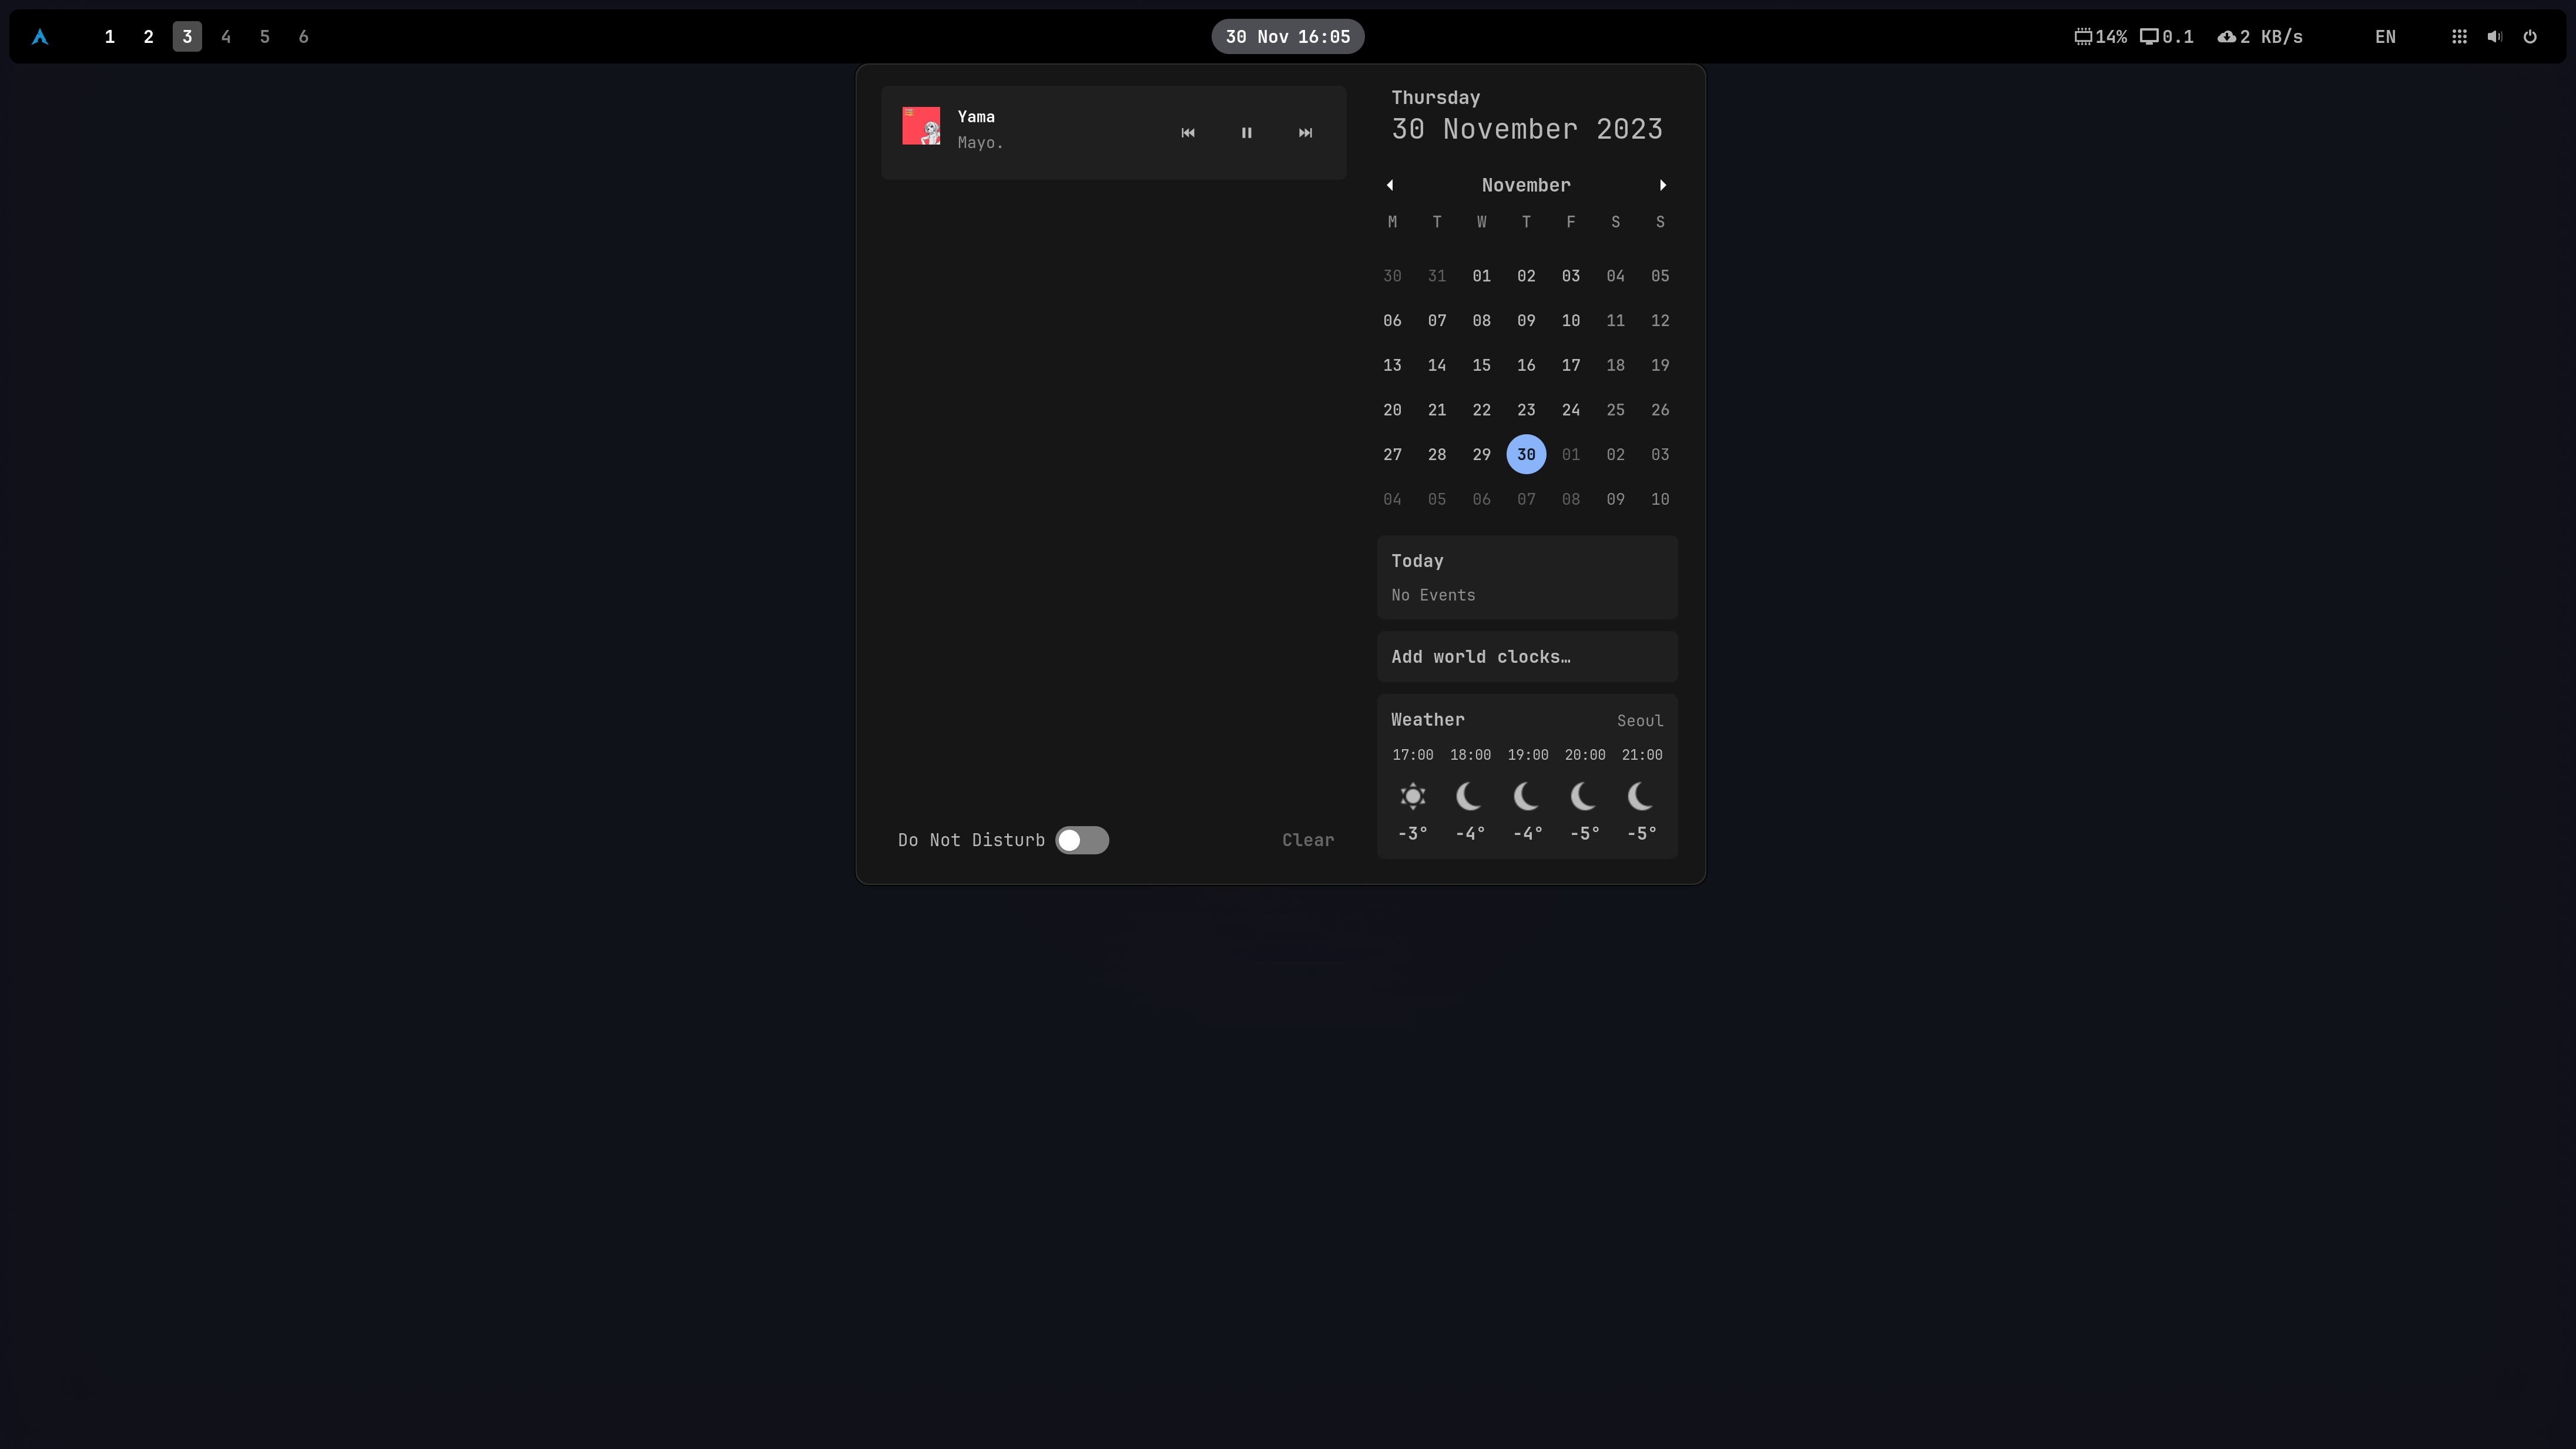 1 2 3 4 5 6
30 Nov 16:05
14% 0.1 2 KB/s EN
Yama
Mayo.
Do Not Disturb
Clear
Thursday
30 November 2023
November
M T W T F S S
30 31 01 02 03 04 05
06 07 08 09 10 11 12
13 14 15 16 17 18 19
20 21 22 23 24 25 26
27 28 29 30 01 02 03
04 05 06 07 08 09 10
Today
No Events
Add world clocks…
Weather Seoul
17:00 18:00 19:00 20:00 21:00
-3° -4° -4° -5° -5°